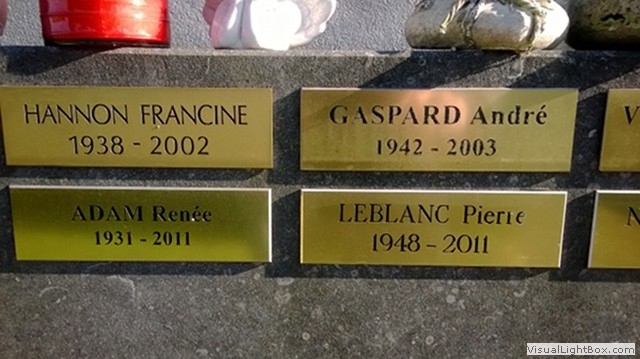 HANNON FRANCINE
1938 - 2002
GASPARD André
1942 - 2003
ADAM Renée
1931 - 2011
LEBLANC Pierre
1948 - 2011
VisualLightBox.com